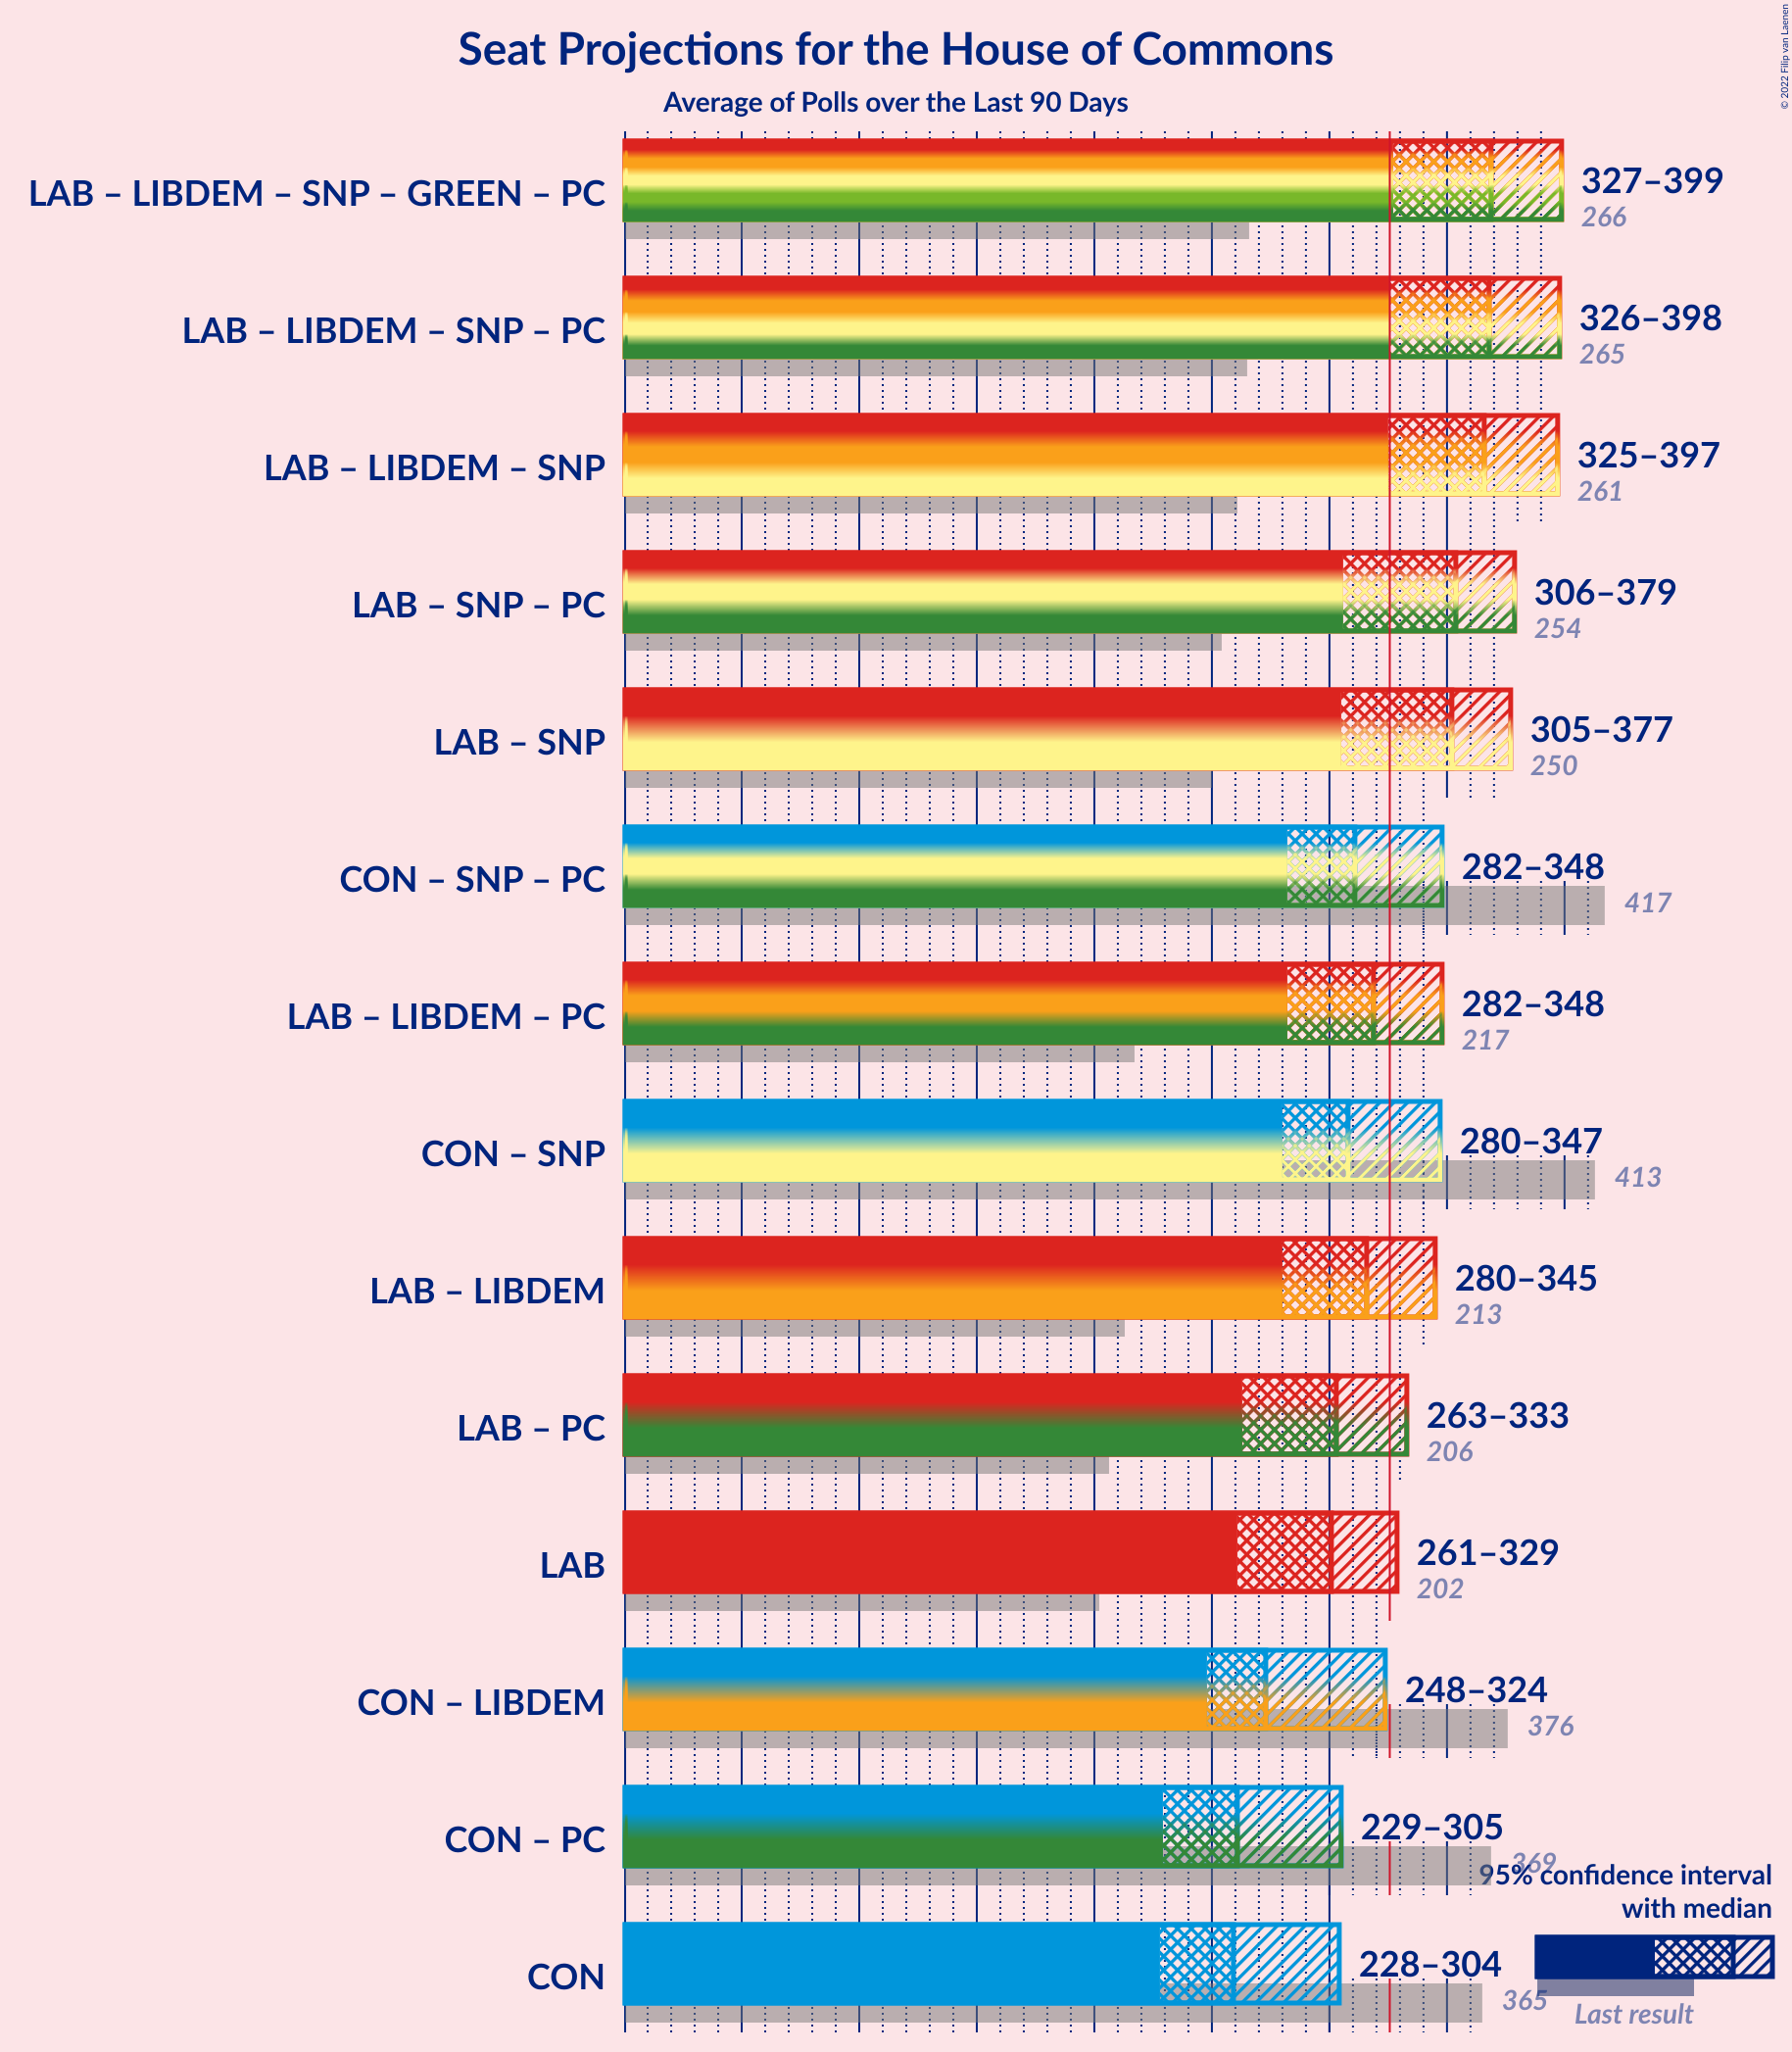 Seat Projections for the House of Commons
Average of Polls over the Last 90 Days
© 2022 Filip van Laenen
LAB – LIBDEM – SNP – GREEN – PC
327–399
266
LAB – LIBDEM – SNP – PC
326–398
265
LAB – LIBDEM – SNP
325–397
261
LAB – SNP – PC
306–379
254
LAB – SNP
305–377
250
CON – SNP – PC
282–348
417
LAB – LIBDEM – PC
282–348
217
CON – SNP
280–347
413
LAB – LIBDEM
280–345
213
LAB – PC
263–333
206
LAB
261–329
202
CON – LIBDEM
248–324
376
CON – PC
229–305
369
CON
228–304
365
95% confidence interval
with median
Last result